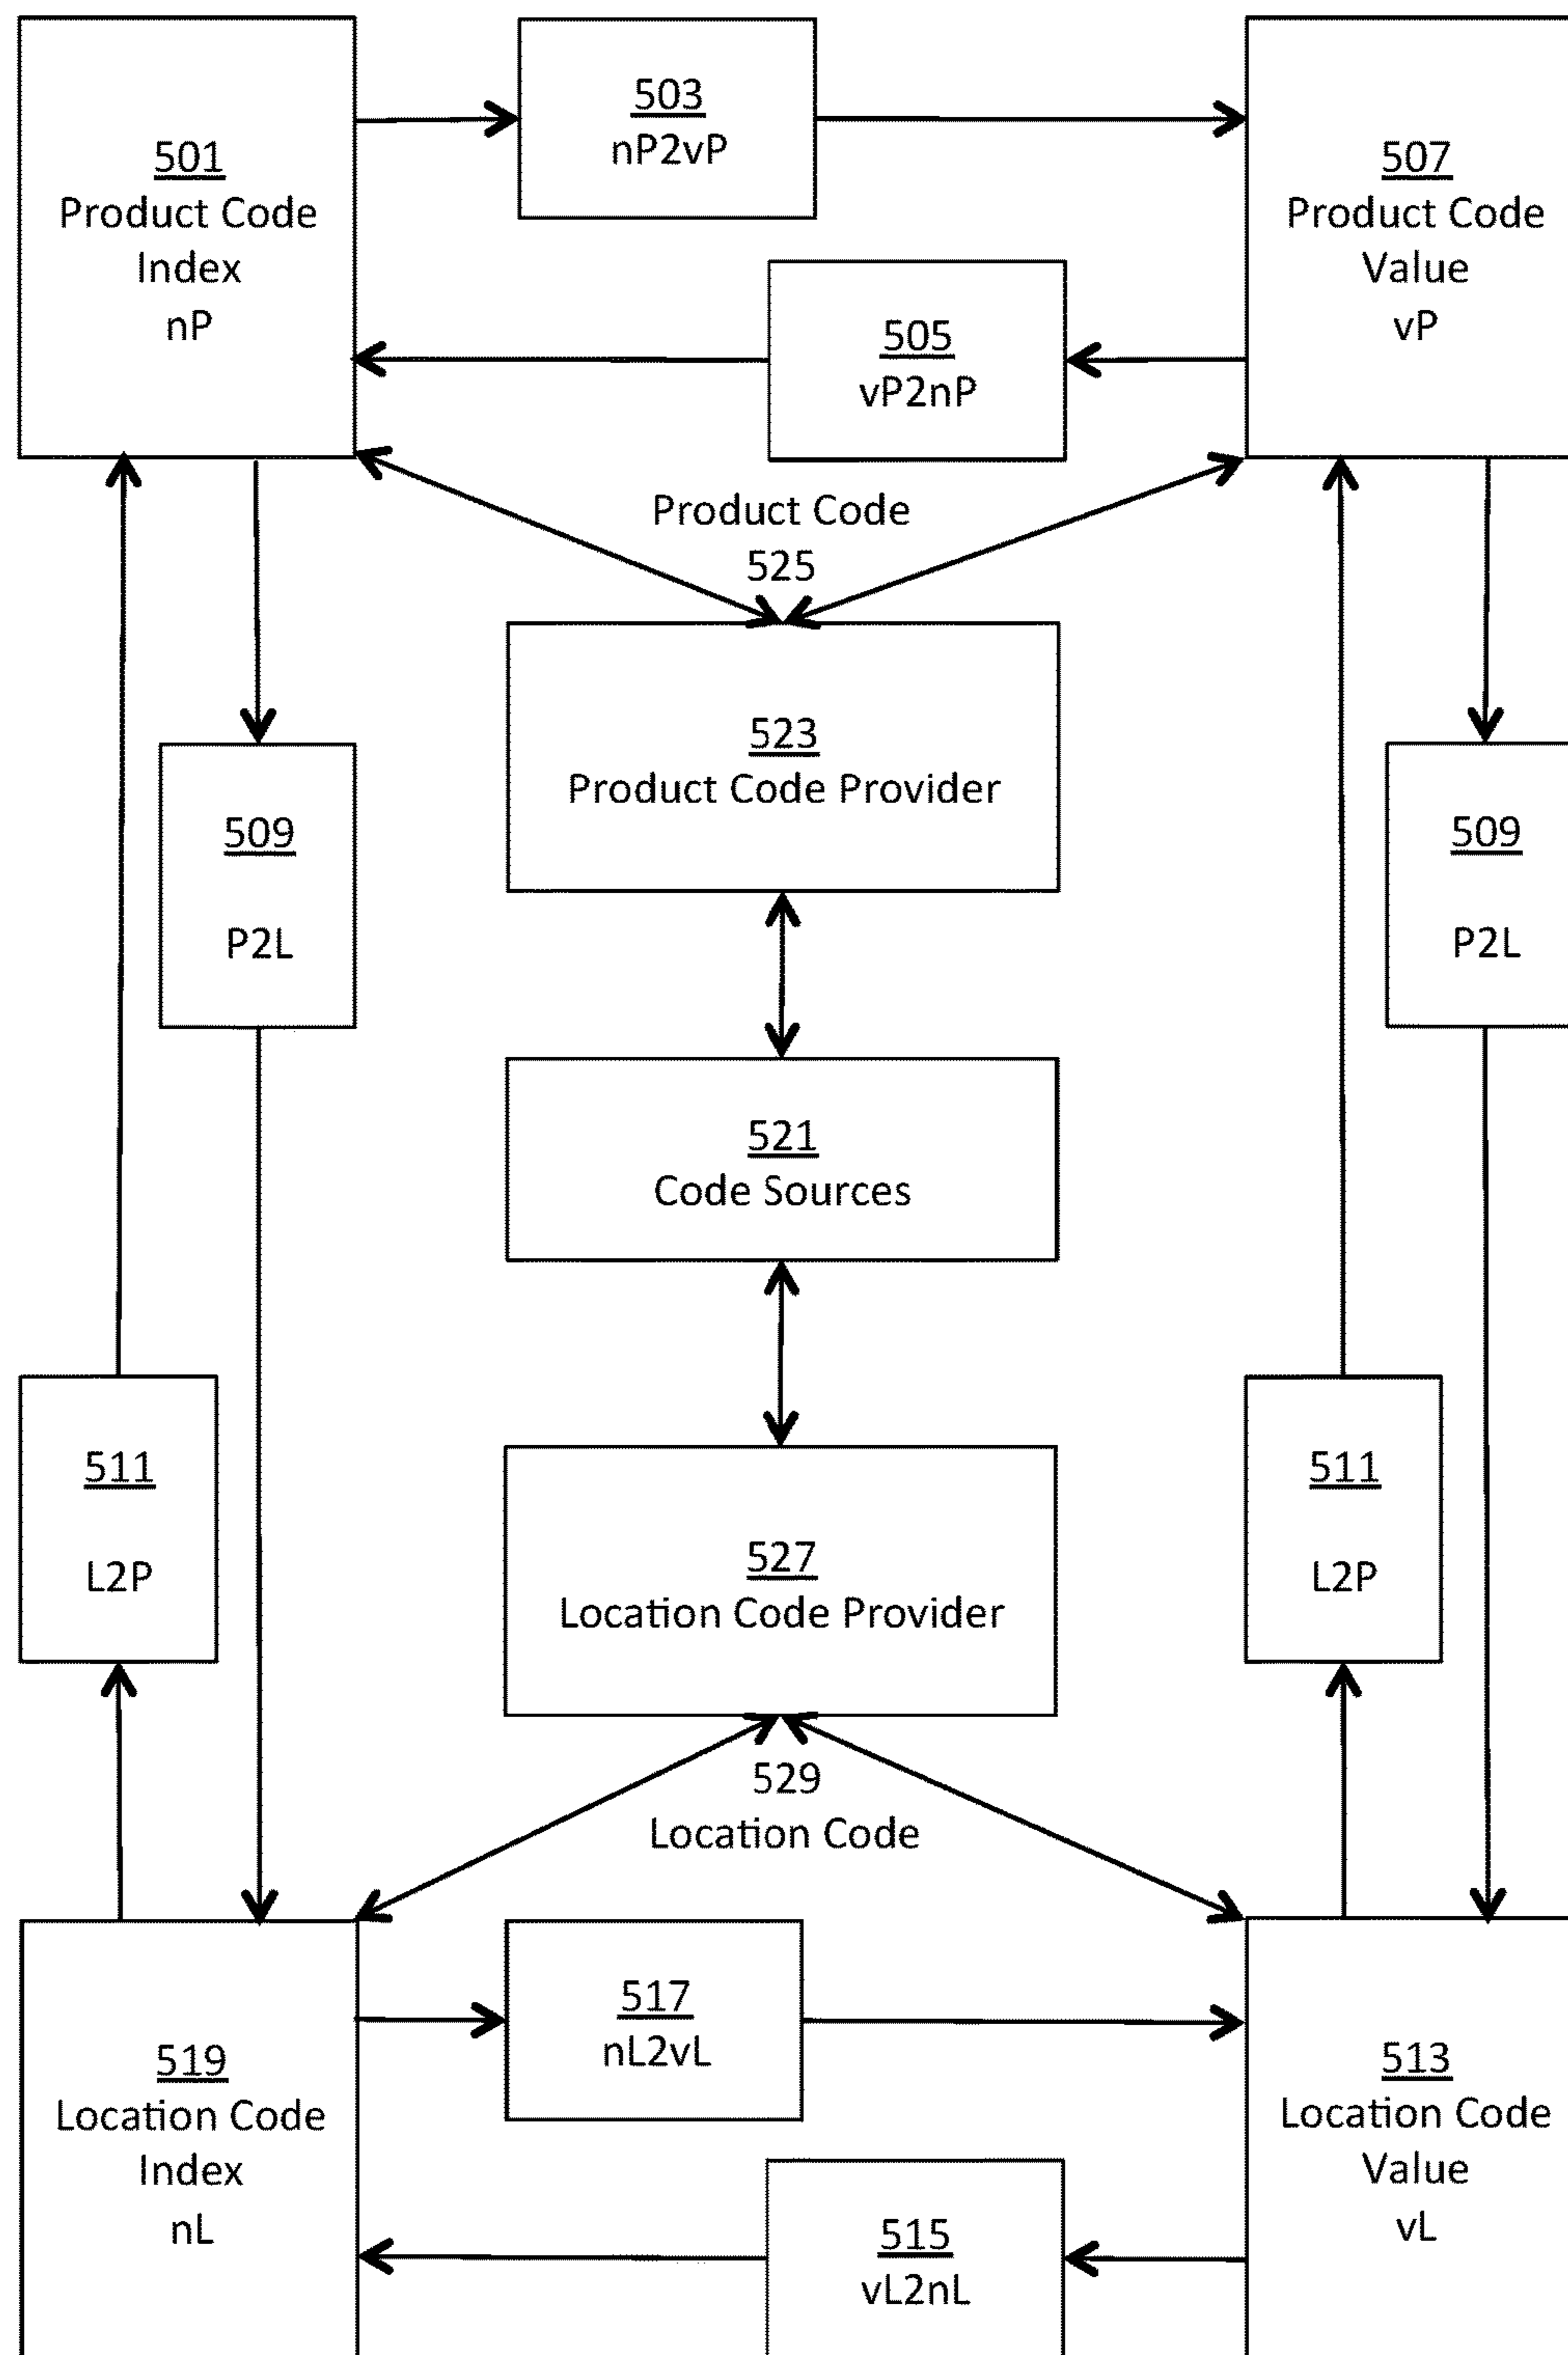 501
Product Code
Index
nP
503
nP2vP
507
Product Code
Value
vP
505
vP2nP
Product Code
525
523
Product Code Provider
509
P2L
509
P2L
521
Code Sources
511
L2P
511
L2P
527
Location Code Provider
529
Location Code
519
Location Code
Index
nL
517
nL2vL
513
Location Code
Value
vL
515
vL2nL